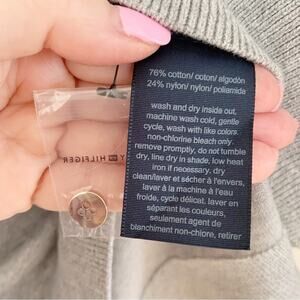 76% cotton/ coton/ algodón
24% nylon/ nylon/ poliamida
wash and dry inside out,
machine wash cold, gentle
cycle, wash with like colors.
non-chlorine bleach only
remove promptly, do not tumble
dry, line dry in shade, low heat
iron if necessary. dry
clean/laver et sécher à l'envers,
laver à la machine à l'eau
froide, cycle délicat. laver en
séparant les couleurs,
seulement agent de
blanchiment non-chlore, retirer
Y HILFIGER